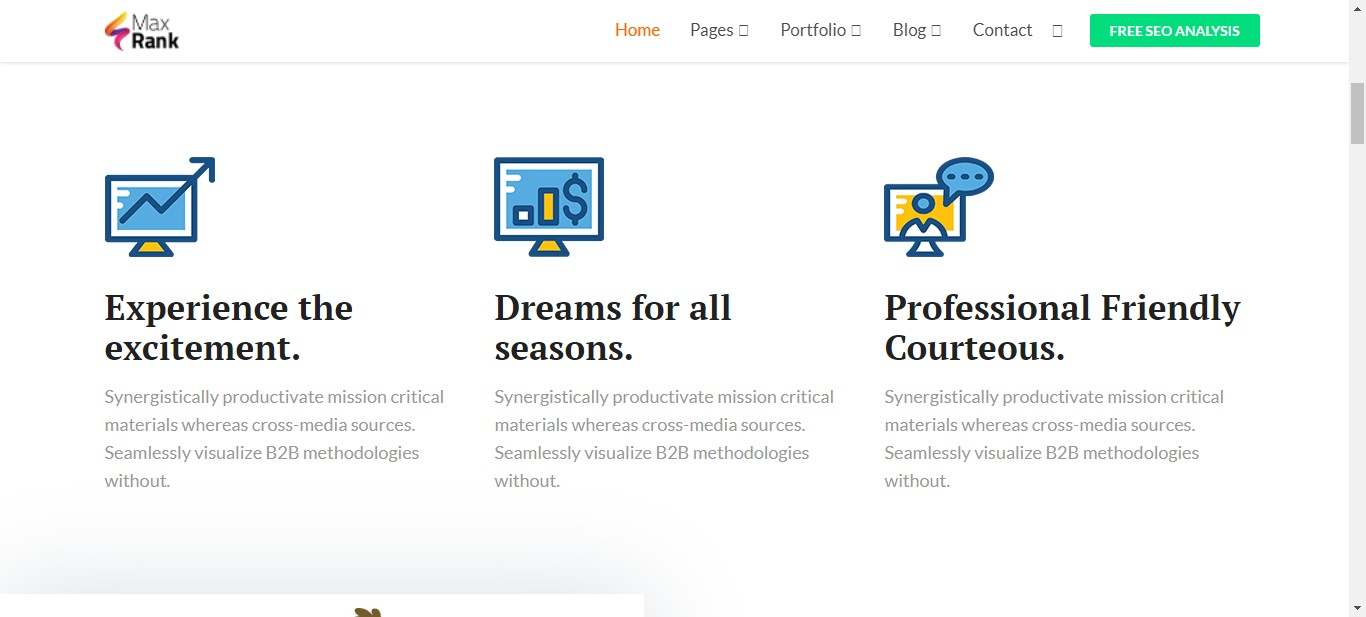 Max
Rank
Home Pages Portfolio Blog Contact FREE SEO ANALYSIS
Experience the
excitement.
Synergistically productivate mission critical
materials whereas cross-media sources.
Seamlessly visualize B2B methodologies
without.
Dreams for all
seasons.
Synergistically productivate mission critical
materials whereas cross-media sources.
Seamlessly visualize B2B methodologies
without.
Professional Friendly
Courteous.
Synergistically productivate mission critical
materials whereas cross-media sources.
Seamlessly visualize B2B methodologies
without.